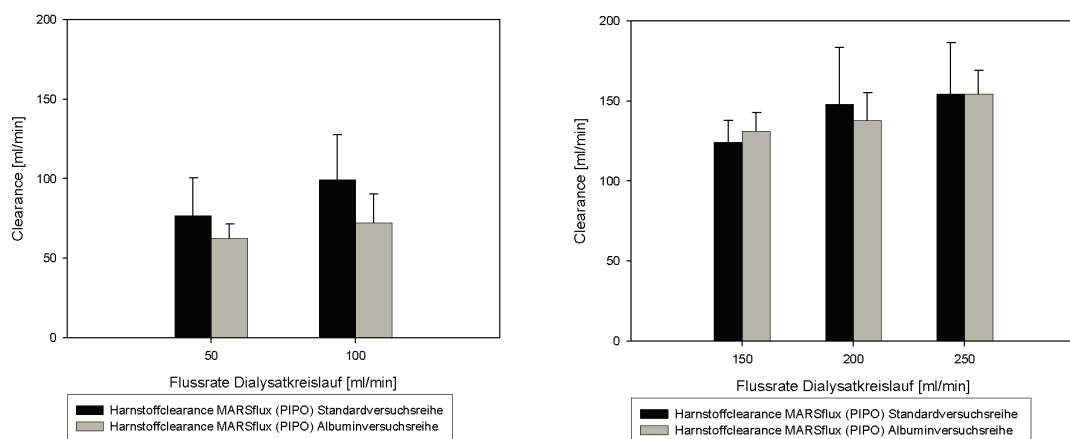 200
150
100
50
0
Clearance [ml/min]
50 100
Flussrate Dialysatkreislauf [ml/min]
Harnstoffclearance MARSflux (PIPO) Standardversuchsreihe
Harnstoffclearance MARSflux (PIPO) Albuminversuchsreihe
200
150
100
50
0
Clearance [ml/min]
150 200 250
Flussrate Dialysatkreislauf [ml/min]
Harnstoffclearance MARSflux (PIPO) Standardversuchsreihe
Harnstoffclearance MARSflux (PIPO) Albuminversuchsreihe